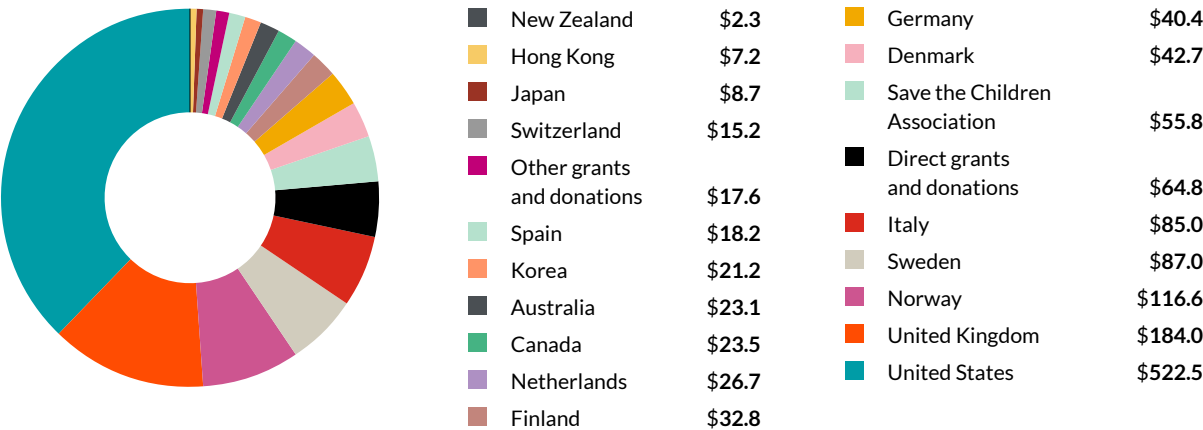 New Zealand $2.3
Hong Kong $7.2
Japan $8.7
Switzerland $15.2
Other grants
and donations $17.6
Spain $18.2
Korea $21.2
Australia $23.1
Canada $23.5
Netherlands $26.7
Finland $32.8
Germany $40.4
Denmark $42.7
Save the Children
Association $55.8
Direct grants
and donations $64.8
Italy $85.0
Sweden $87.0
Norway $116.6
United Kingdom $184.0
United States $522.5